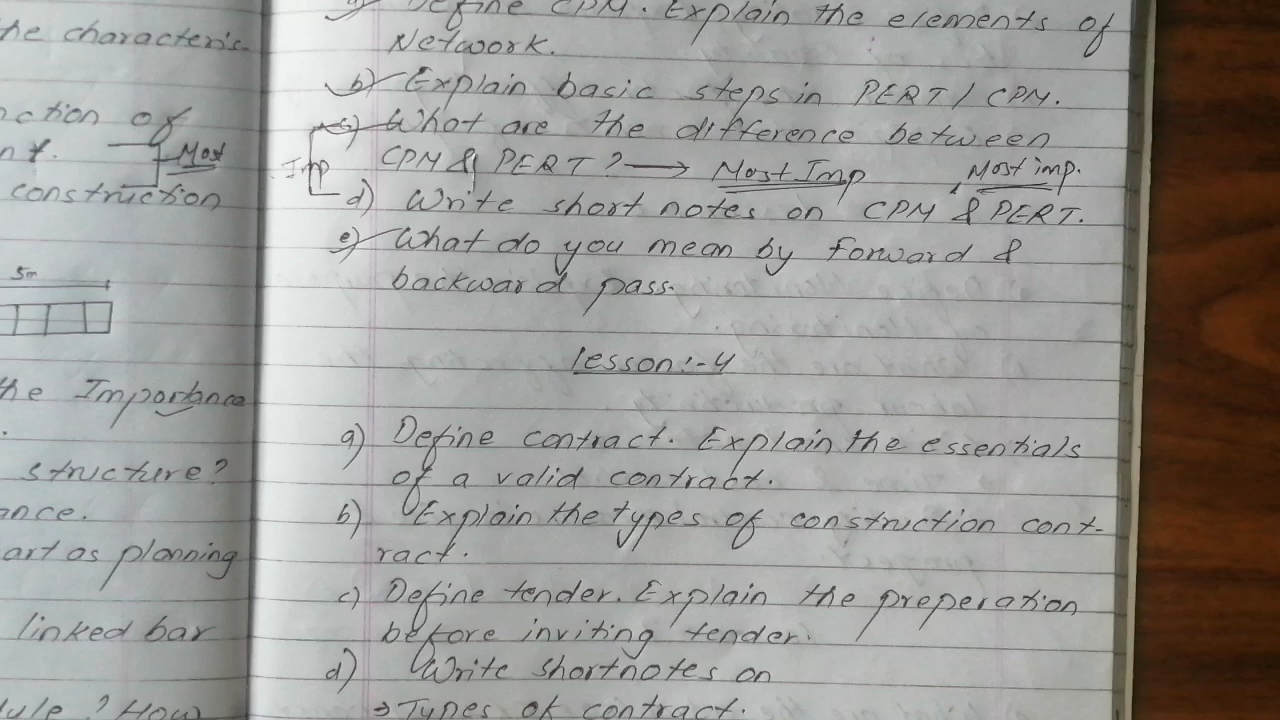 he characteris-
ction of
nt.
Most
construction
5m
he Importance
.
structure?
ance.
art as planning
linked bar
dule? How
a) Define CPM. Explain the elements of
Network.
b) Explain basic steps in PERT / CPM.
c) What are the difference between
Imp
CPM & PERT? → Most Imp
Most imp.
d) Write short notes on CPM & PERT.
e) What do you mean by forward &
backward pass.
lesson:-4
a) Define contract. Explain the essentials
of a valid contract.
b) Explain the types of construction cont-
ract.
c) Define tender. Explain the preperation
before inviting tender.
d) Write shortnotes on
→ Types of contract.